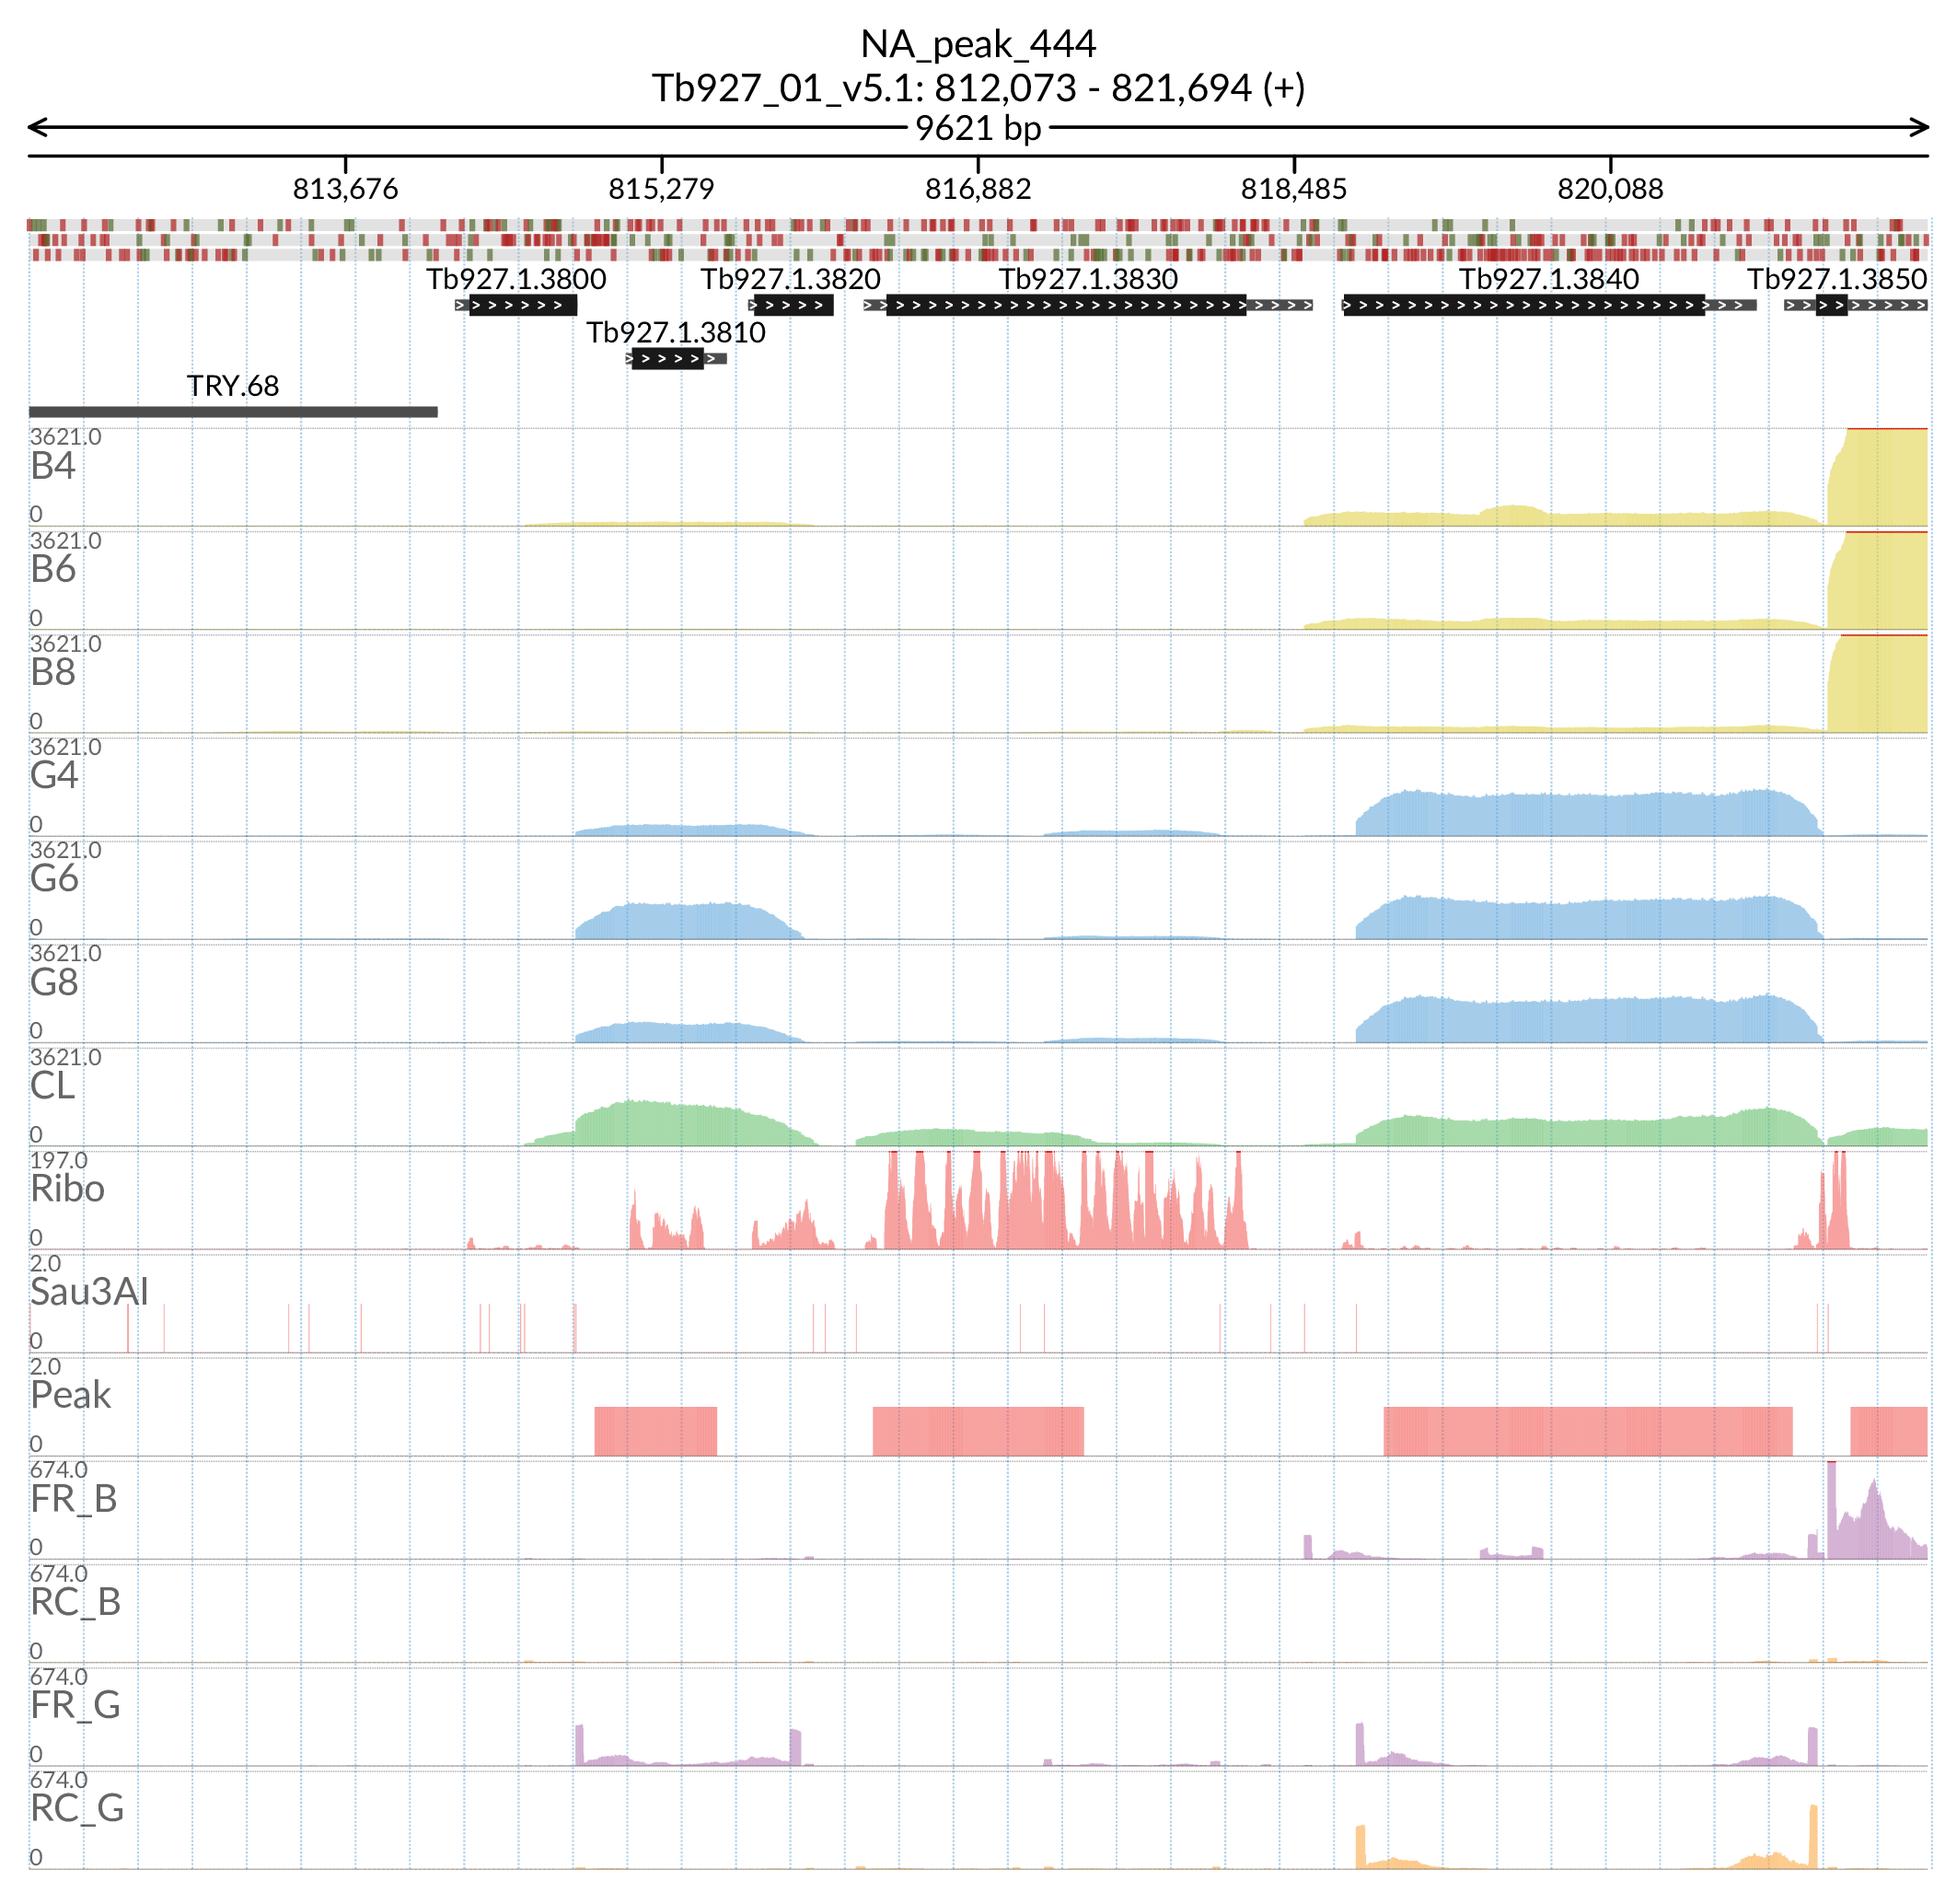 NA_peak_444
Tb927_01_v5.1: 812,073 - 821,694 (+)
9621 bp
813,676 815,279 816,882 818,485 820,088
Tb927.1.3800 Tb927.1.3820 Tb927.1.3830 Tb927.1.3840 Tb927.1.3850
Tb927.1.3810
TRY.68
3621.0
B4
0
3621.0
B6
0
3621.0
B8
0
3621.0
G4
0
3621.0
G6
0
3621.0
G8
0
3621.0
CL
0
197.0
Ribo
0
2.0
Sau3AI
0
2.0
Peak
0
674.0
FR_B
0
674.0
RC_B
0
674.0
FR_G
0
674.0
RC_G
0